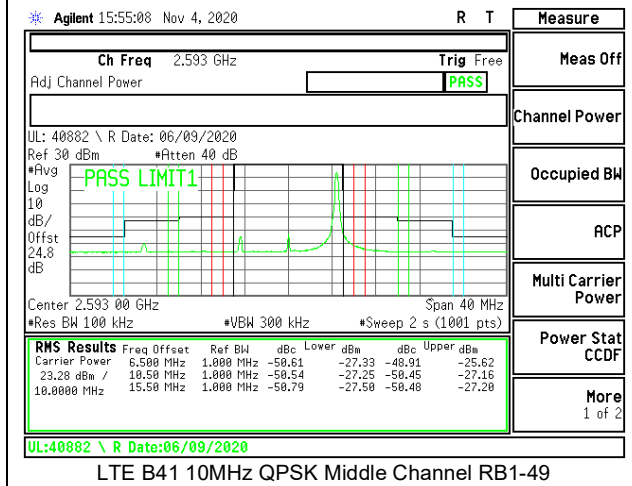 Agilent 15:55:08 Nov 4, 2020 R T
Ch Freq 2.593 GHz Trig Free
Adj Channel Power PASS
UL: 40882 \ R Date: 06/09/2020
Ref 30 dBm #Atten 40 dB
#Avg
Log
10
dB/
Offst
24.8
dB
PASS LIMIT1
Center 2.593 00 GHz Span 40 MHz
#Res BW 100 kHz #VBW 300 kHz #Sweep 2 s (1001 pts)
RMS Results Freq Offset Ref BW dBc Lower dBm dBc Upper dBm
Carrier Power 6.500 MHz 1.000 MHz -50.61 -27.33 -48.91 -25.62
23.28 dBm / 10.50 MHz 1.000 MHz -50.54 -27.25 -50.45 -27.16
10.0000 MHz 15.50 MHz 1.000 MHz -50.79 -27.50 -50.48 -27.20
UL:40882 \ R Date:06/09/2020
Measure
Meas Off
Channel Power
Occupied BW
ACP
Multi Carrier
Power
Power Stat
CCDF
More
1 of 2
LTE B41 10MHz QPSK Middle Channel RB1-49